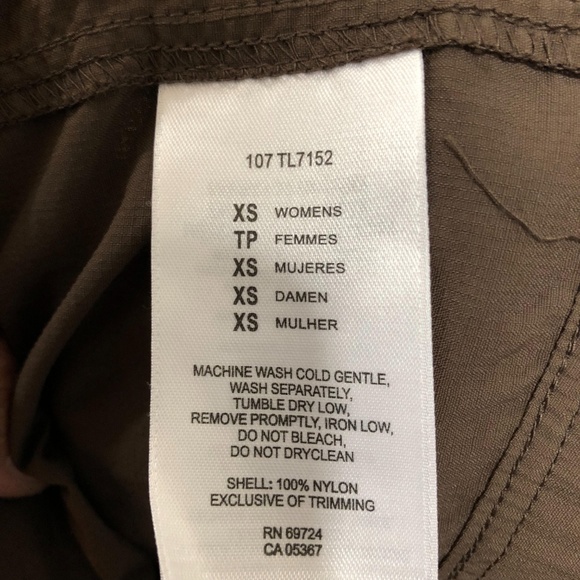 107 TL7152
XS WOMENS
TP FEMMES
XS MUJERES
XS DAMEN
XS MULHER
MACHINE WASH COLD GENTLE,
WASH SEPARATELY,
TUMBLE DRY LOW,
REMOVE PROMPTLY, IRON LOW,
DO NOT BLEACH,
DO NOT DRYCLEAN
SHELL: 100% NYLON
EXCLUSIVE OF TRIMMING
RN 69724
CA 05367